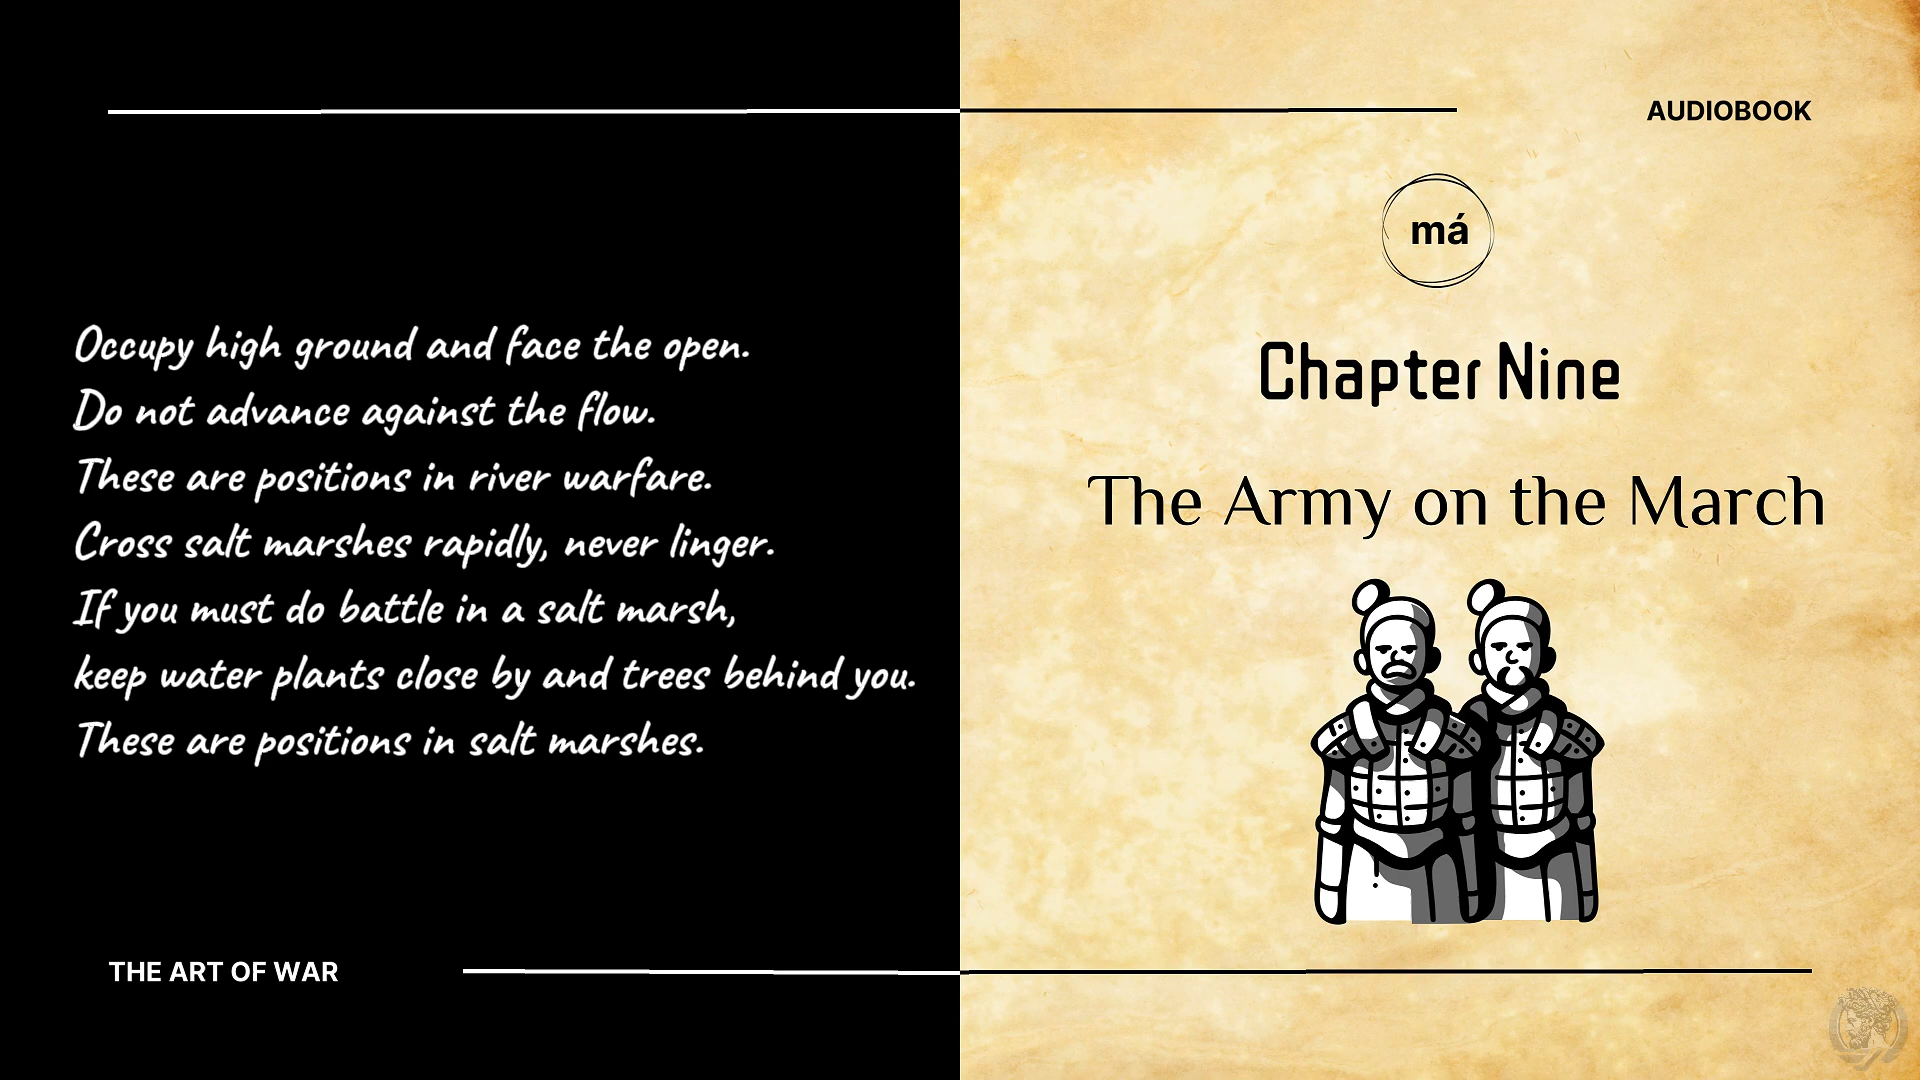 Occupy high ground and face the open.
Do not advance against the flow.
These are positions in river warfare.
Cross salt marshes rapidly, never linger.
If you must do battle in a salt marsh,
keep water plants close by and trees behind you.
These are positions in salt marshes.
THE ART OF WAR
AUDIOBOOK
má
Chapter Nine
The Army on the March